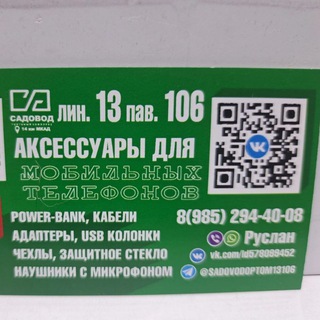 САДОВОД
14 км МКАД
ЛИН. 13 ПАВ. 106
АКСЕССУАРЫ ДЛЯ
МОБИЛЬНЫХ
ТЕЛЕФОНОВ
POWER-BANK, КАБЕЛИ
АДАПТЕРЫ, USB КОЛОНКИ
ЧЕХЛЫ, ЗАЩИТНОЕ СТЕКЛО
НАУШНИКИ С МИКРОФОНОМ
8(985) 294-40-08
Руслан
vk.com/id578089452
@SADOVODOPTOM13106